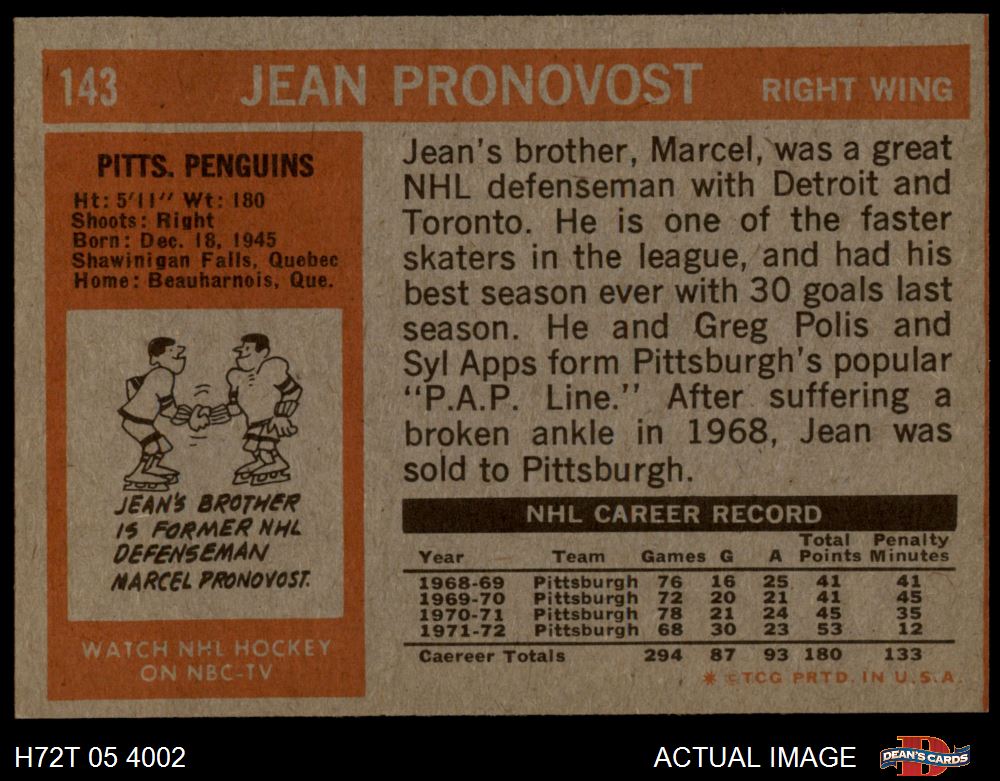 143 JEAN PRONOVOST RIGHT WING
PITTS. PENGUINS
Ht: 5'11" Wt: 180
Shoots: Right
Born: Dec. 18, 1945
Shawinigan Falls, Quebec
Home: Beauharnois, Que.
JEAN'S BROTHER
IS FORMER NHL
DEFENSEMAN
MARCEL PRONOVOST.
WATCH NHL HOCKEY
ON NBC-TV
Jean's brother, Marcel, was a great
NHL defenseman with Detroit and
Toronto. He is one of the faster
skaters in the league, and had his
best season ever with 30 goals last
season. He and Greg Polis and
Syl Apps form Pittsburgh's popular
"P.A.P. Line." After suffering a
broken ankle in 1968, Jean was
sold to Pittsburgh.
NHL CAREER RECORD
Year Team Games G A Total Points Penalty Minutes
1968-69 Pittsburgh 76 16 25 41 41
1969-70 Pittsburgh 72 20 21 41 45
1970-71 Pittsburgh 78 21 24 45 35
1971-72 Pittsburgh 68 30 23 53 12
Caereer Totals 294 87 93 180 133
* ©TCG PRTD. IN U.S.A.
H72T 05 4002 ACTUAL IMAGE DEAN'S CARDS